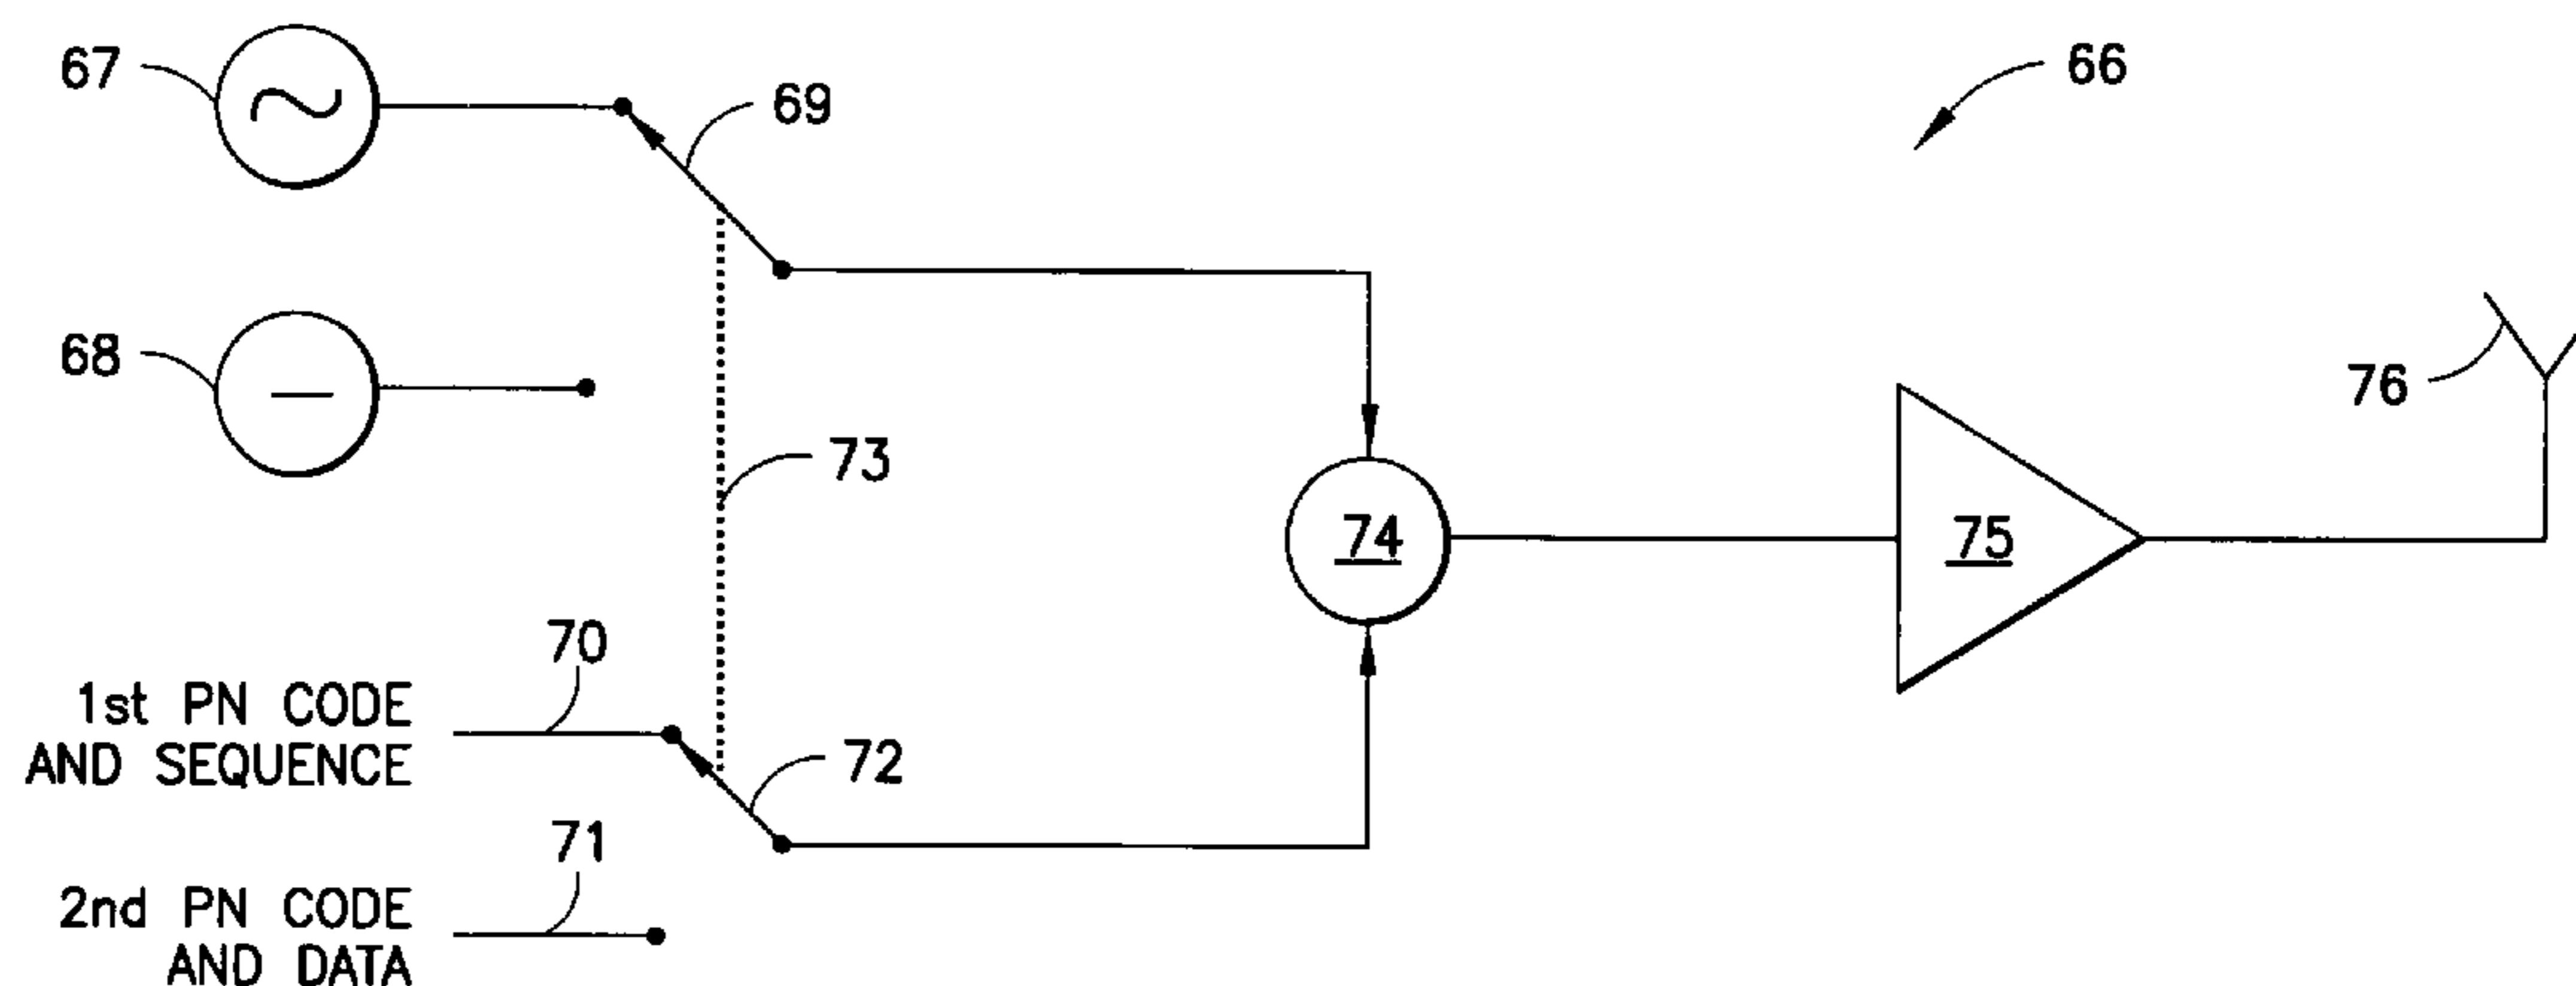 67
69
66
68
76
73
74
75
70
1st PN CODE
AND SEQUENCE
72
71
2nd PN CODE
AND DATA